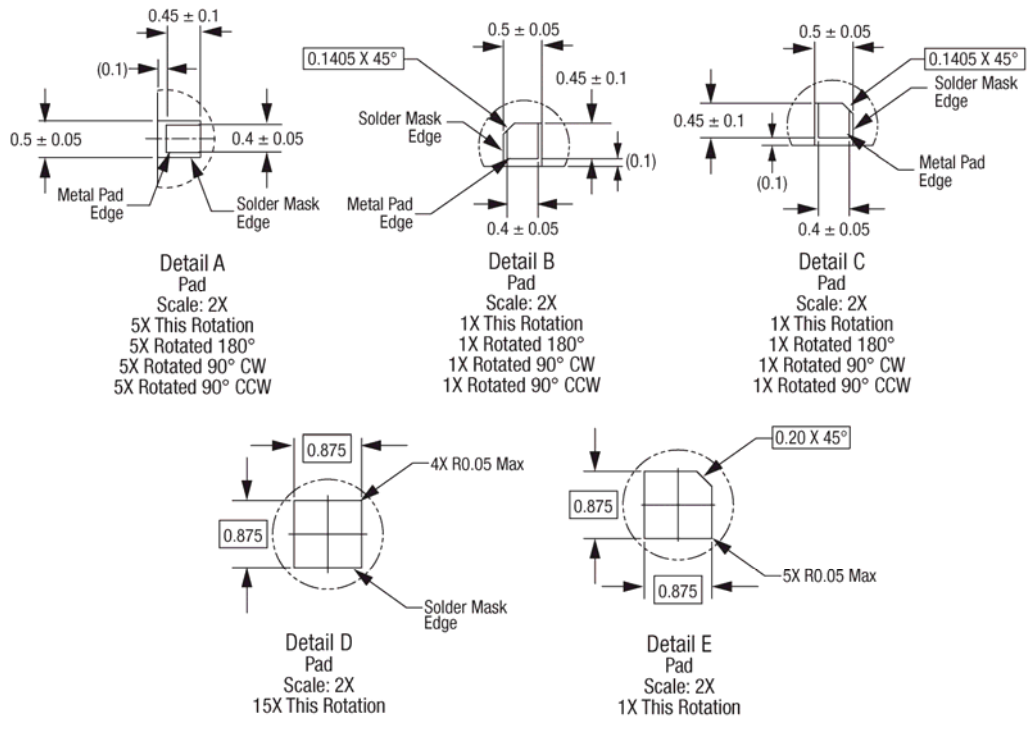 0.45 ± 0.1
(0.1)
0.5 ± 0.05
0.4 ± 0.05
Metal Pad
Edge
Solder Mask
Edge
Detail A
Pad
Scale: 2X
5X This Rotation
5X Rotated 180°
5X Rotated 90° CW
5X Rotated 90° CCW
0.5 ± 0.05
0.1405 X 45°
0.45 ± 0.1
Solder Mask
Edge
(0.1)
Metal Pad
Edge
0.4 ± 0.05
Detail B
Pad
Scale: 2X
1X This Rotation
1X Rotated 180°
1X Rotated 90° CW
1X Rotated 90° CCW
0.5 ± 0.05
0.1405 X 45°
Solder Mask
Edge
0.45 ± 0.1
(0.1)
Metal Pad
Edge
0.4 ± 0.05
Detail C
Pad
Scale: 2X
1X This Rotation
1X Rotated 180°
1X Rotated 90° CW
1X Rotated 90° CCW
0.875
4X R0.05 Max
0.875
Solder Mask
Edge
Detail D
Pad
Scale: 2X
15X This Rotation
0.20 X 45°
0.875
5X R0.05 Max
0.875
Detail E
Pad
Scale: 2X
1X This Rotation